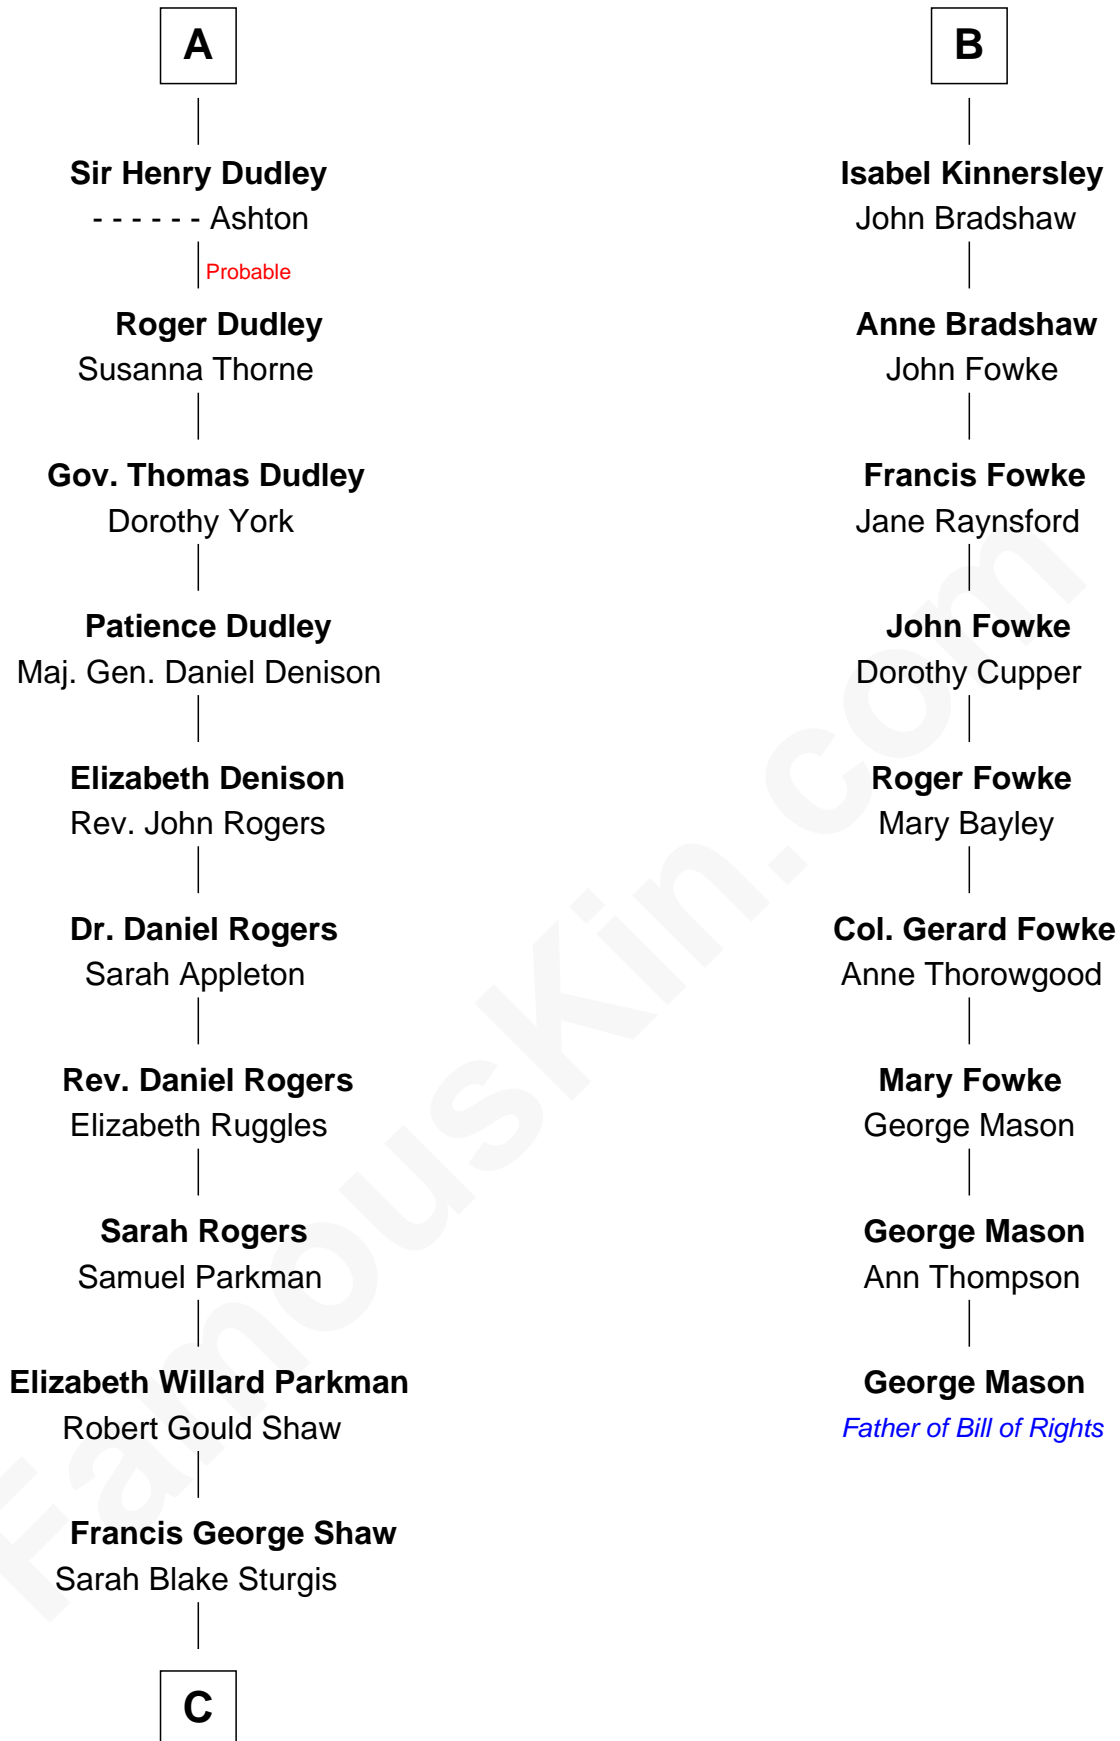 A
Sir Henry Dudley
- - - - - - Ashton
Probable
Roger Dudley
Susanna Thorne
Gov. Thomas Dudley
Dorothy York
Patience Dudley
Maj. Gen. Daniel Denison
Elizabeth Denison
Rev. John Rogers
Dr. Daniel Rogers
Sarah Appleton
Rev. Daniel Rogers
Elizabeth Ruggles
Sarah Rogers
Samuel Parkman
Elizabeth Willard Parkman
Robert Gould Shaw
Francis George Shaw
Sarah Blake Sturgis
C
B
Isabel Kinnersley
John Bradshaw
Anne Bradshaw
John Fowke
Francis Fowke
Jane Raynsford
John Fowke
Dorothy Cupper
Roger Fowke
Mary Bayley
Col. Gerard Fowke
Anne Thorowgood
Mary Fowke
George Mason
George Mason
Ann Thompson
George Mason
Father of Bill of Rights
FamousKin.com